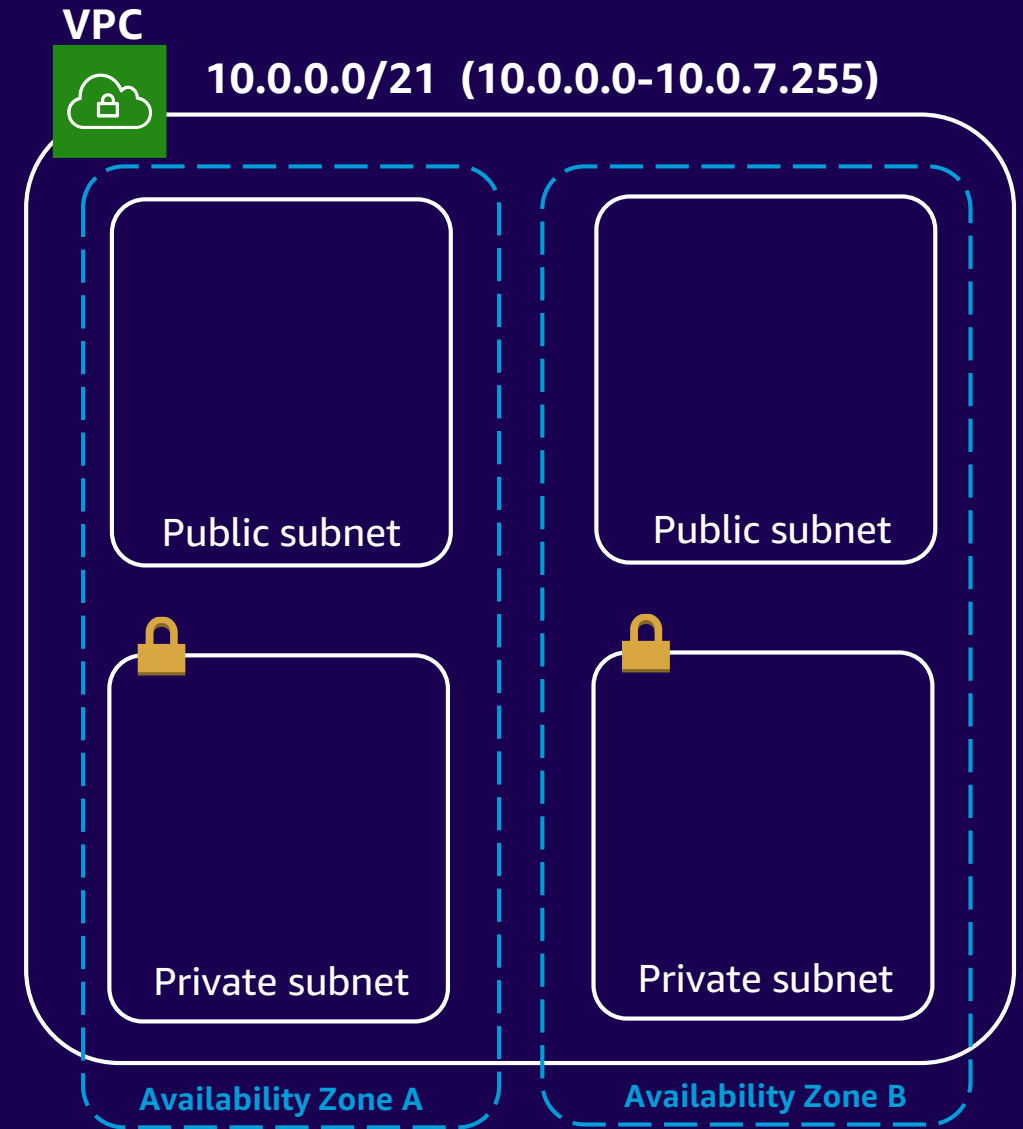 VPC
10.0.0.0/21 (10.0.0.0-10.0.7.255)
Public subnet
Public subnet
Private subnet
Private subnet
Availability Zone A
Availability Zone B